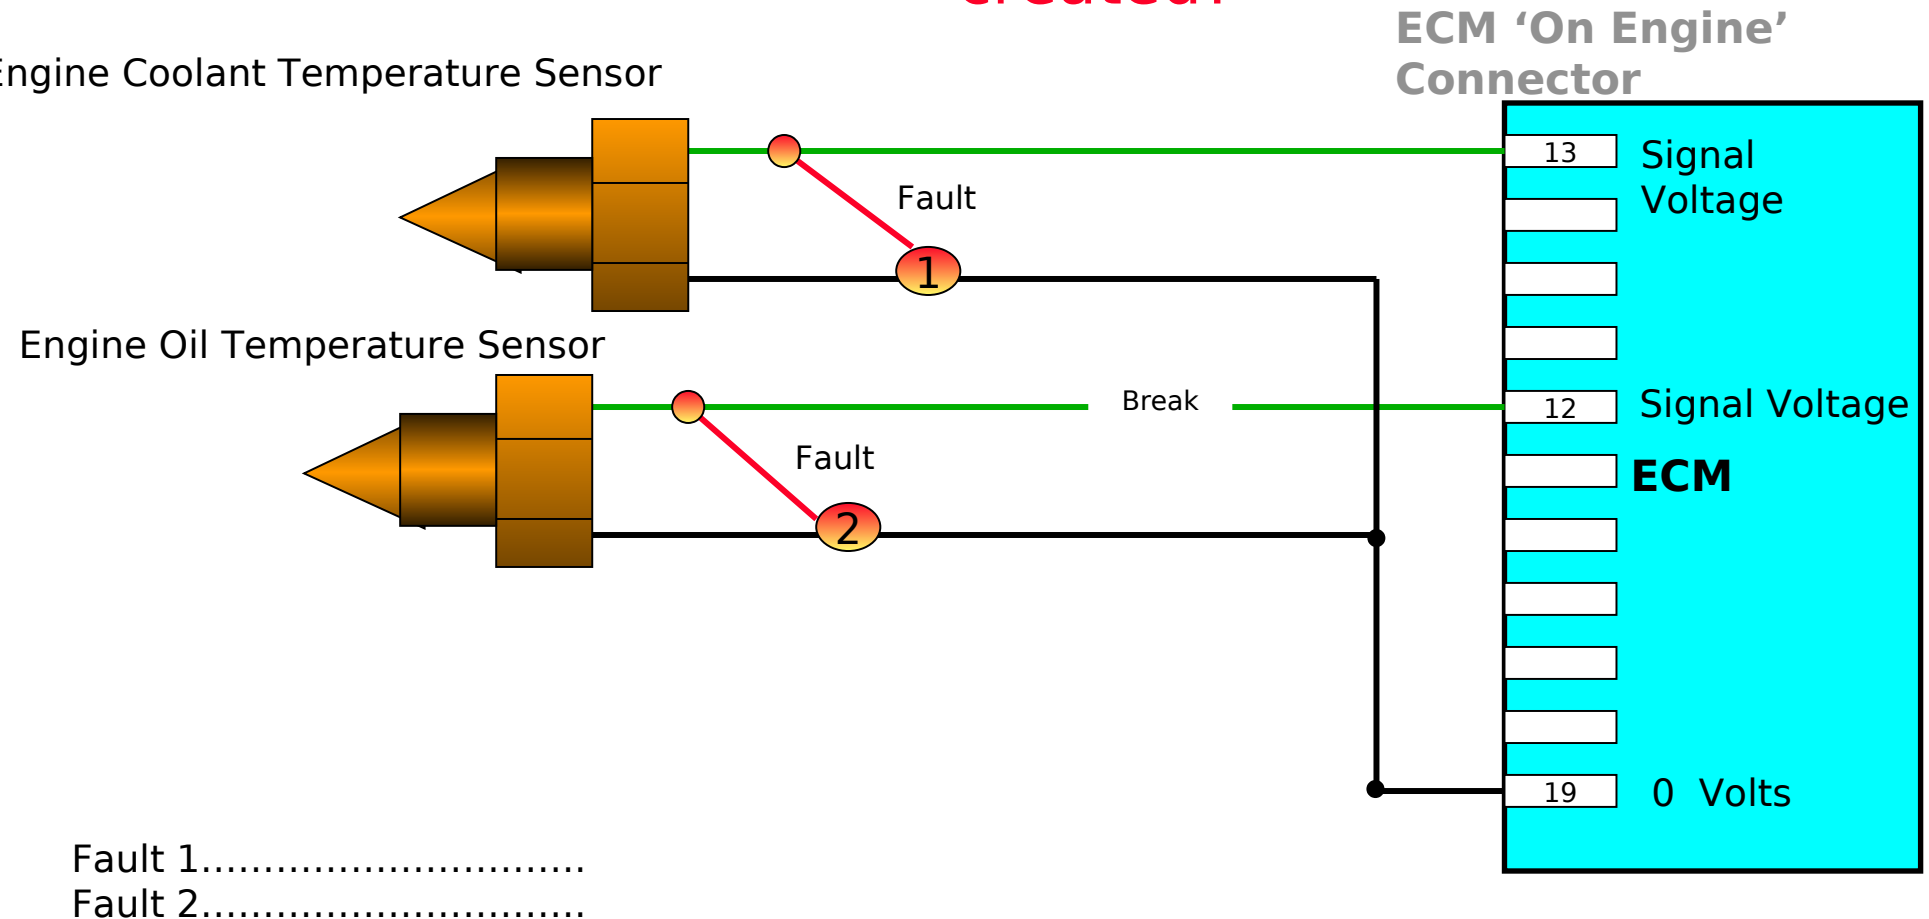 created?
ECM ‘On Engine’
Connector
Engine Coolant Temperature Sensor
13
Signal
Voltage
Fault
1
Engine Oil Temperature Sensor
Break
12
Signal Voltage
Fault
ECM
2
19
0 Volts
Fault 1...............................
Fault 2...............................